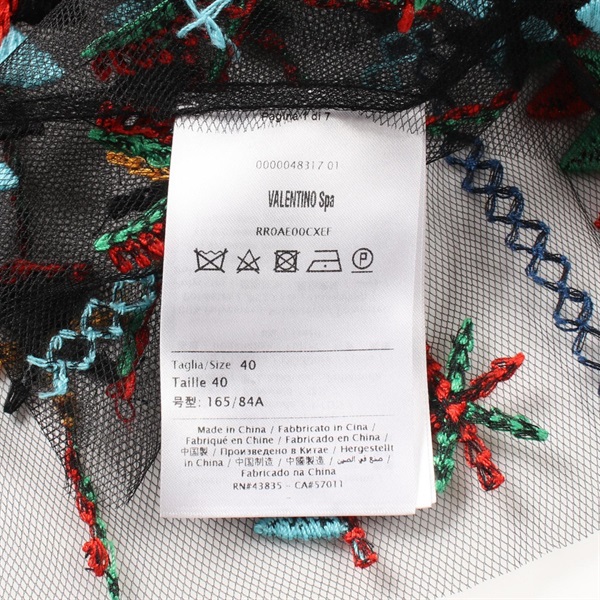 Pagina 1 di 7
0000048317 01
VALENTINO Spa
RR0AE00CXEF
P
Taglia/Size 40
Taille 40
号型: 165/84A
Made in China / Fabbricato in Cina /
Fabriqué en Chine / Fabricado en China /
中国製 / Произведено в Китае / Hergestellt
in China / 中国制造 / 中國製造 / صنع في الصين /
Fabricado na China
RN#43835 - CA#57011